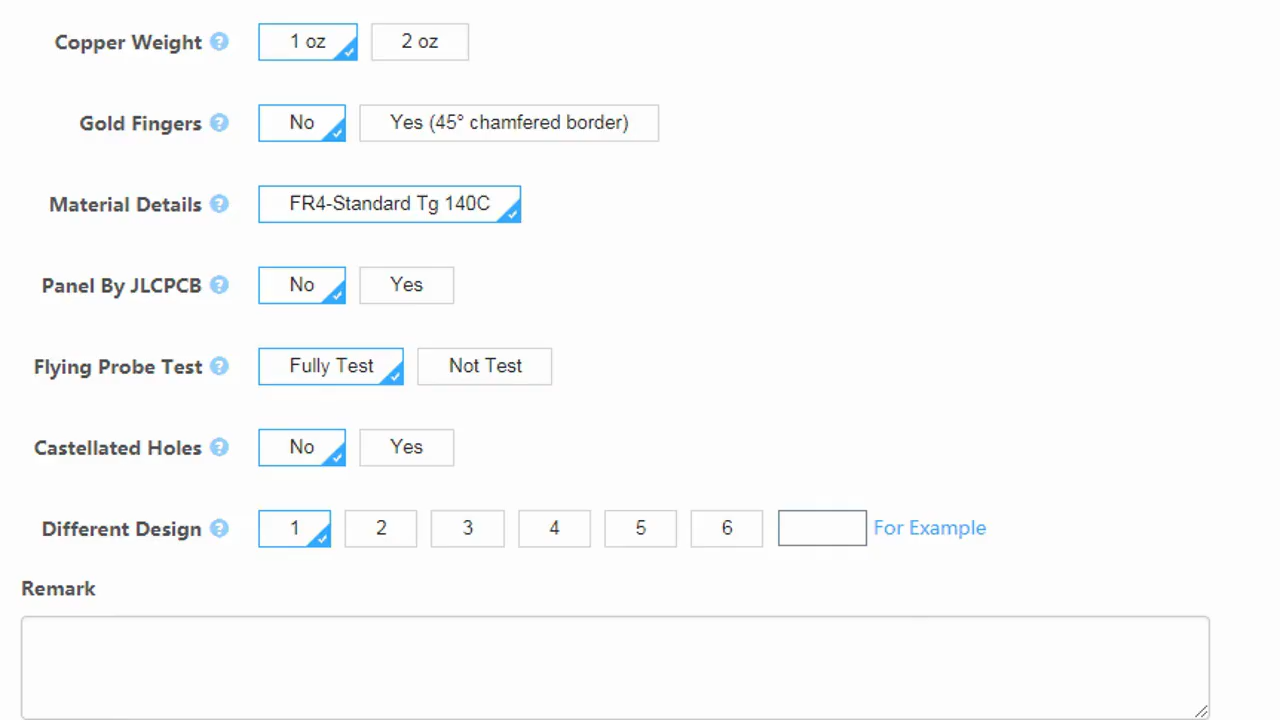 Copper Weight ? 1 oz 2 oz
Gold Fingers ? No Yes (45° chamfered border)
Material Details ? FR4-Standard Tg 140C
Panel By JLCPCB ? No Yes
Flying Probe Test ? Fully Test Not Test
Castellated Holes ? No Yes
Different Design ? 1 2 3 4 5 6 For Example
Remark